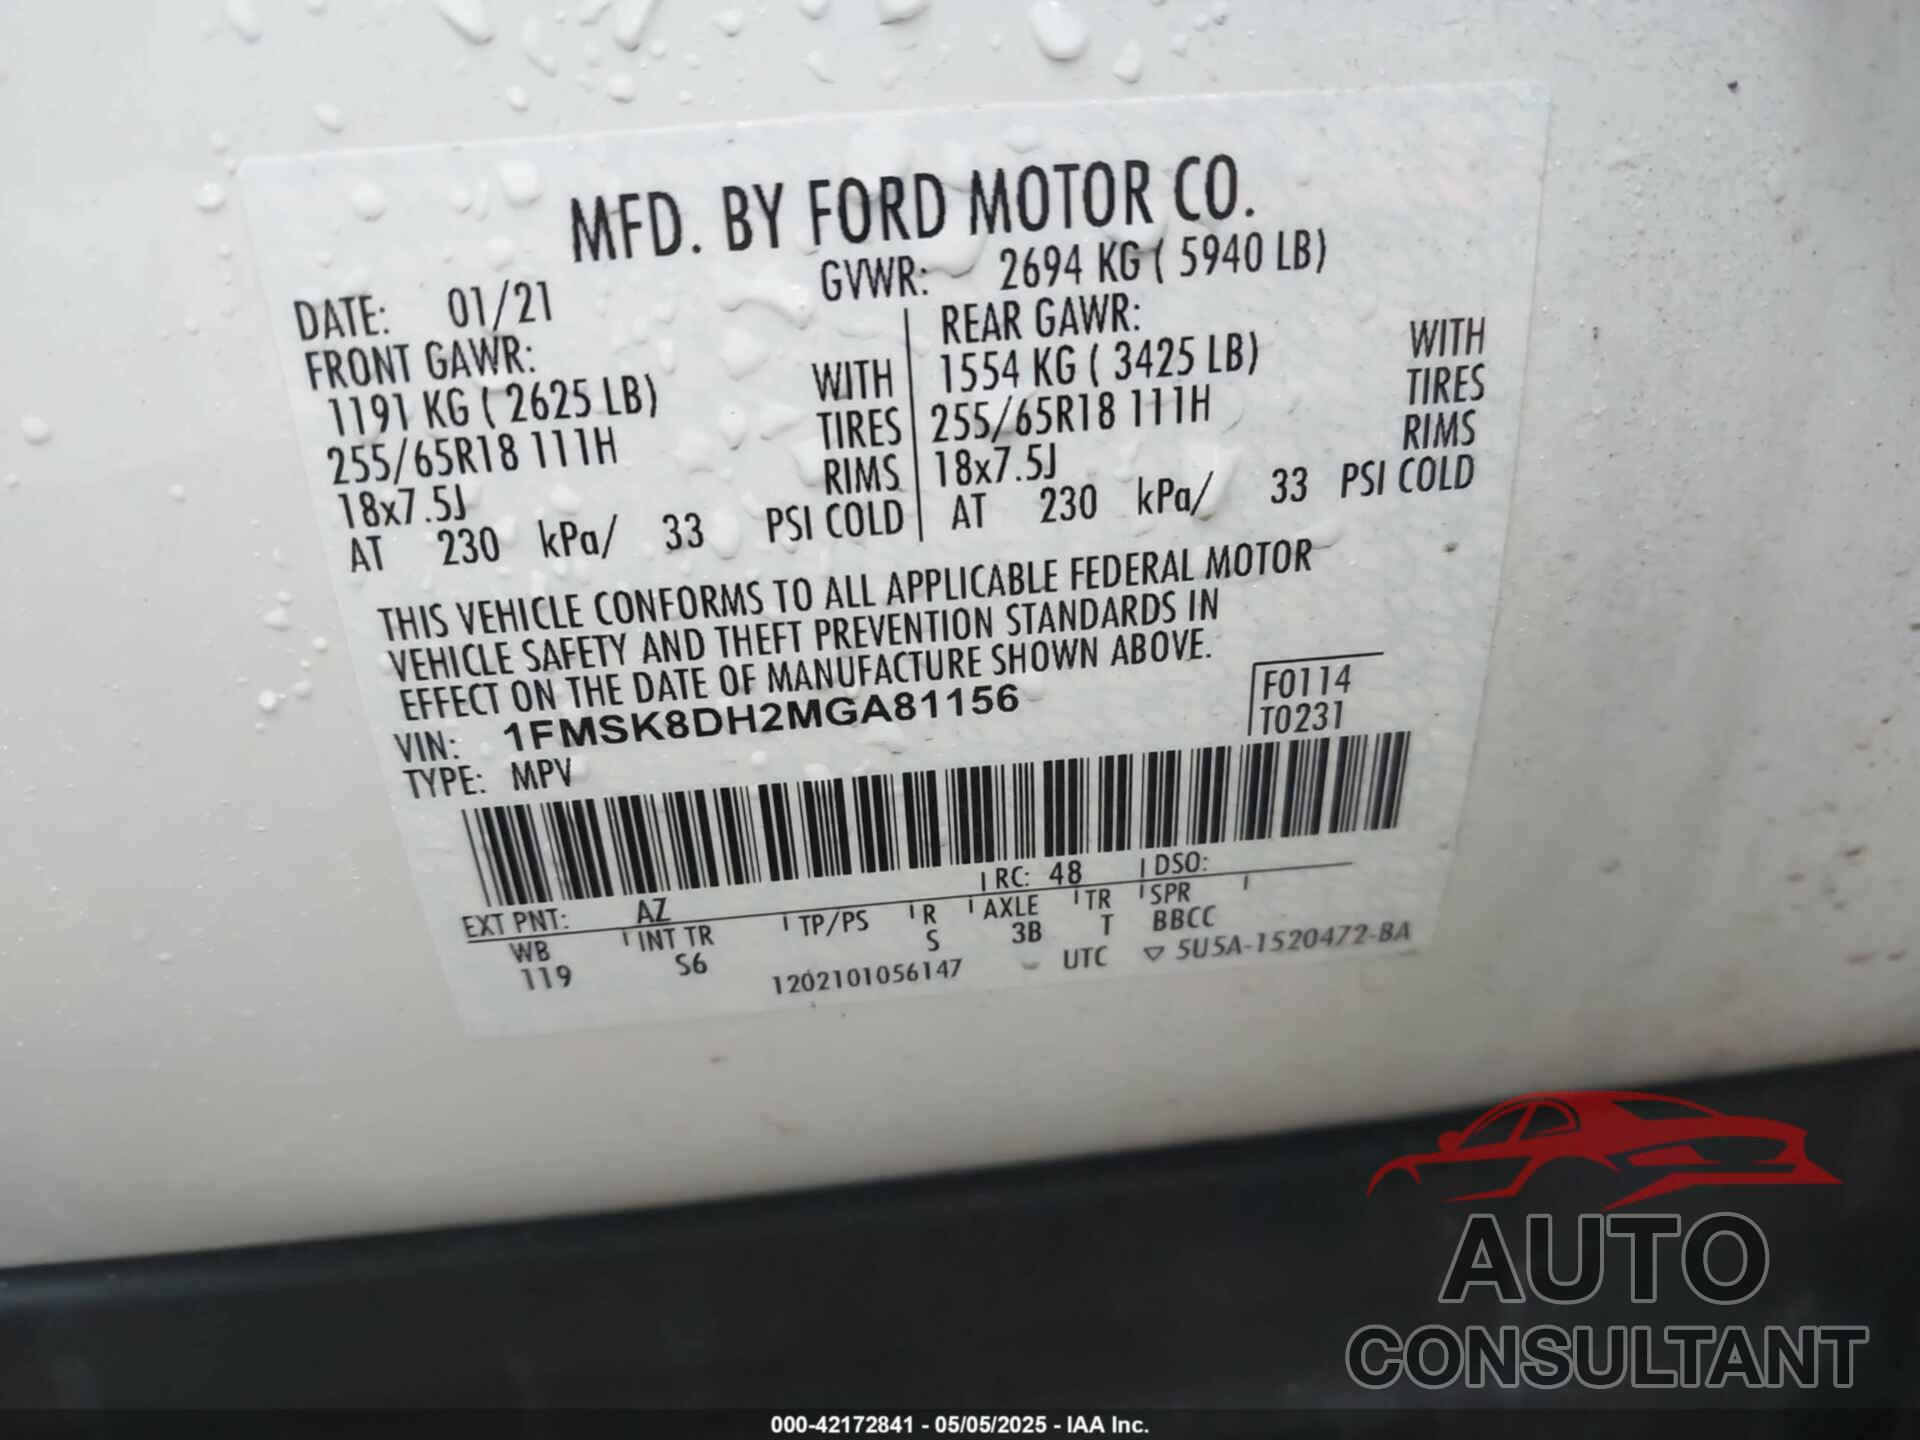 MFD. BY FORD MOTOR CO.
DATE: 01/21 GVWR: 2694 KG ( 5940 LB)
FRONT GAWR: REAR GAWR:
1191 KG ( 2625 LB) WITH 1554 KG ( 3425 LB) WITH
255/65R18 111H TIRES 255/65R18 111H TIRES
18x7.5J RIMS 18x7.5J RIMS
AT 230 kPa/ 33 PSI COLD AT 230 kPa/ 33 PSI COLD
THIS VEHICLE CONFORMS TO ALL APPLICABLE FEDERAL MOTOR
VEHICLE SAFETY AND THEFT PREVENTION STANDARDS IN
EFFECT ON THE DATE OF MANUFACTURE SHOWN ABOVE.
VIN: 1FMSK8DH2MGA81156 F0114
TYPE: MPV T0231
EXT PNT: AZ RC: 48 DSO:
WB INT TR TP/PS R AXLE TR SPR
119 S6 S 3B T BBCC
1202101056147 UTC ▽ 5U5A-1520472-BA
AUTO
CONSULTANT
000-42172841 - 05/05/2025 - IAA Inc.